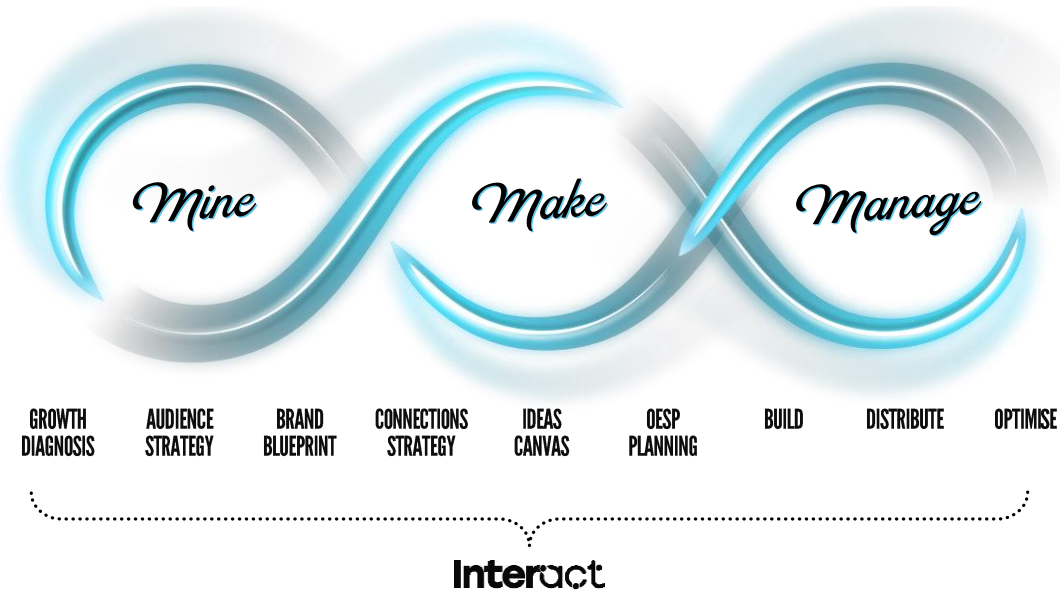 Mine Make Manage
GROWTH DIAGNOSIS
AUDIENCE STRATEGY
BRAND BLUEPRINT
CONNECTIONS STRATEGY
IDEAS CANVAS
OESP PLANNING
BUILD
DISTRIBUTE
OPTIMISE
Interact